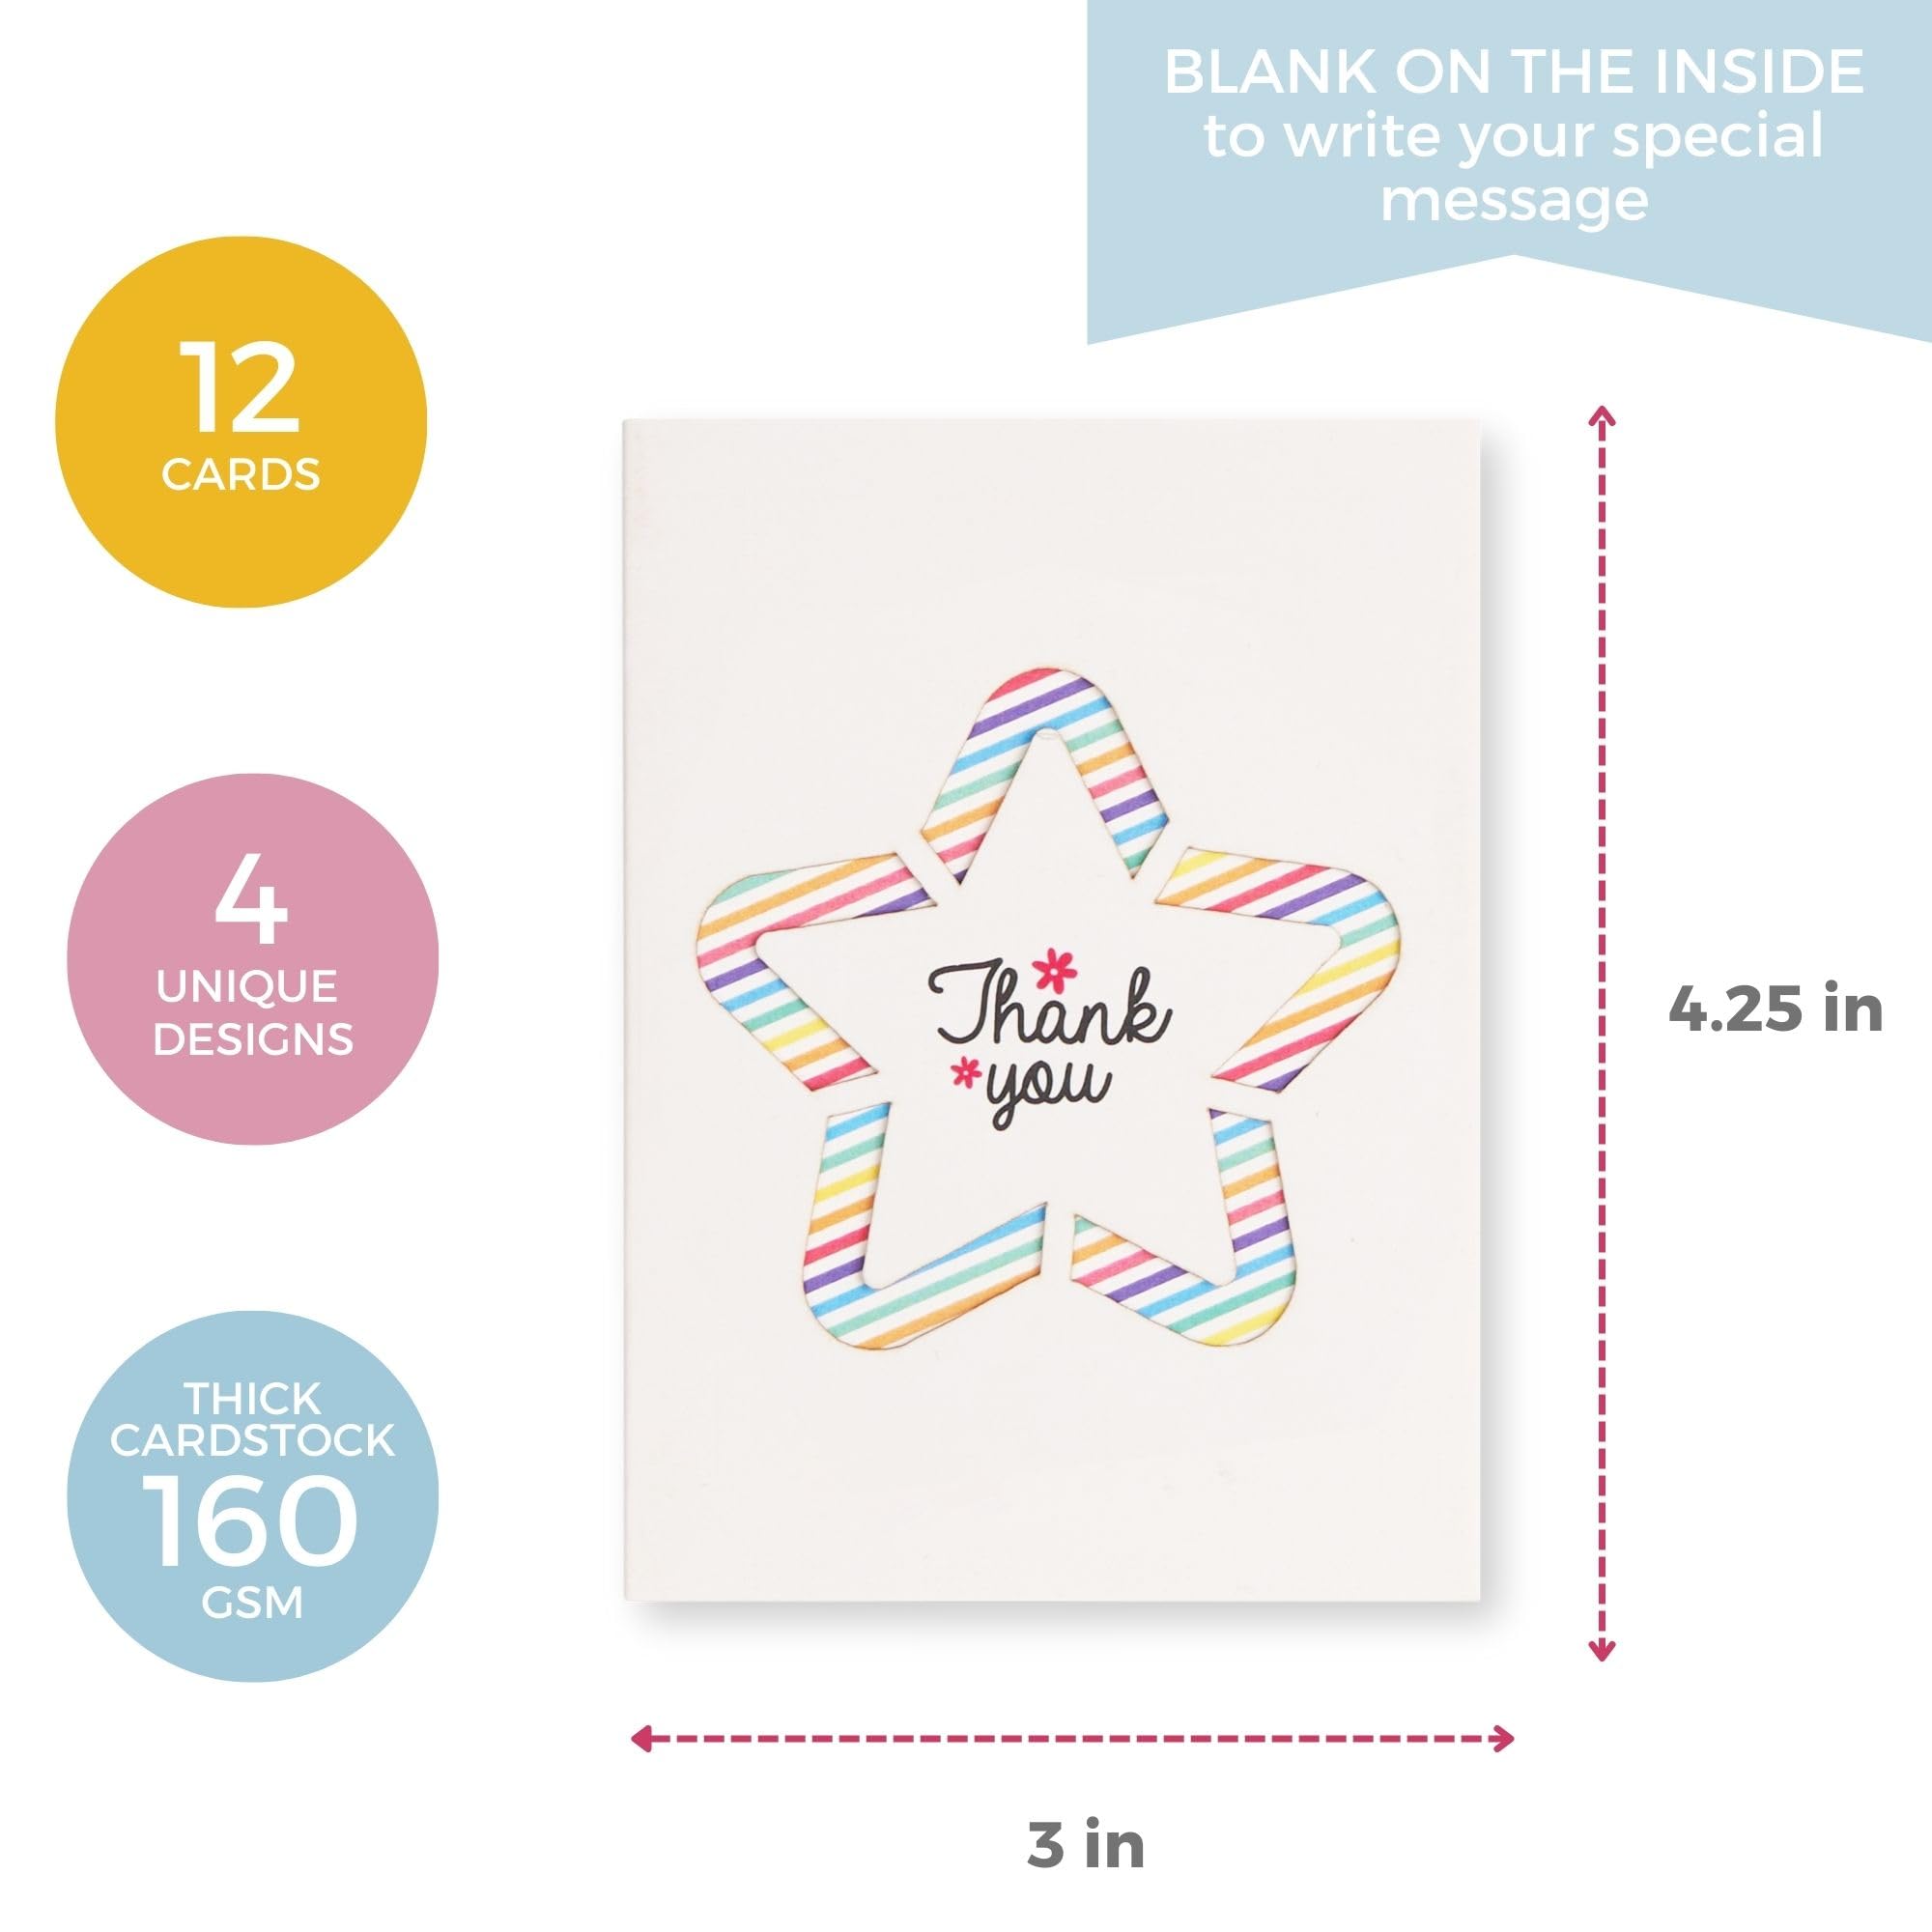 BLANK ON THE INSIDE
to write your special
message
12
CARDS
4
UNIQUE
DESIGNS
THICK
CARDSTOCK
160
GSM
Thank
you
4.25 in
3 in